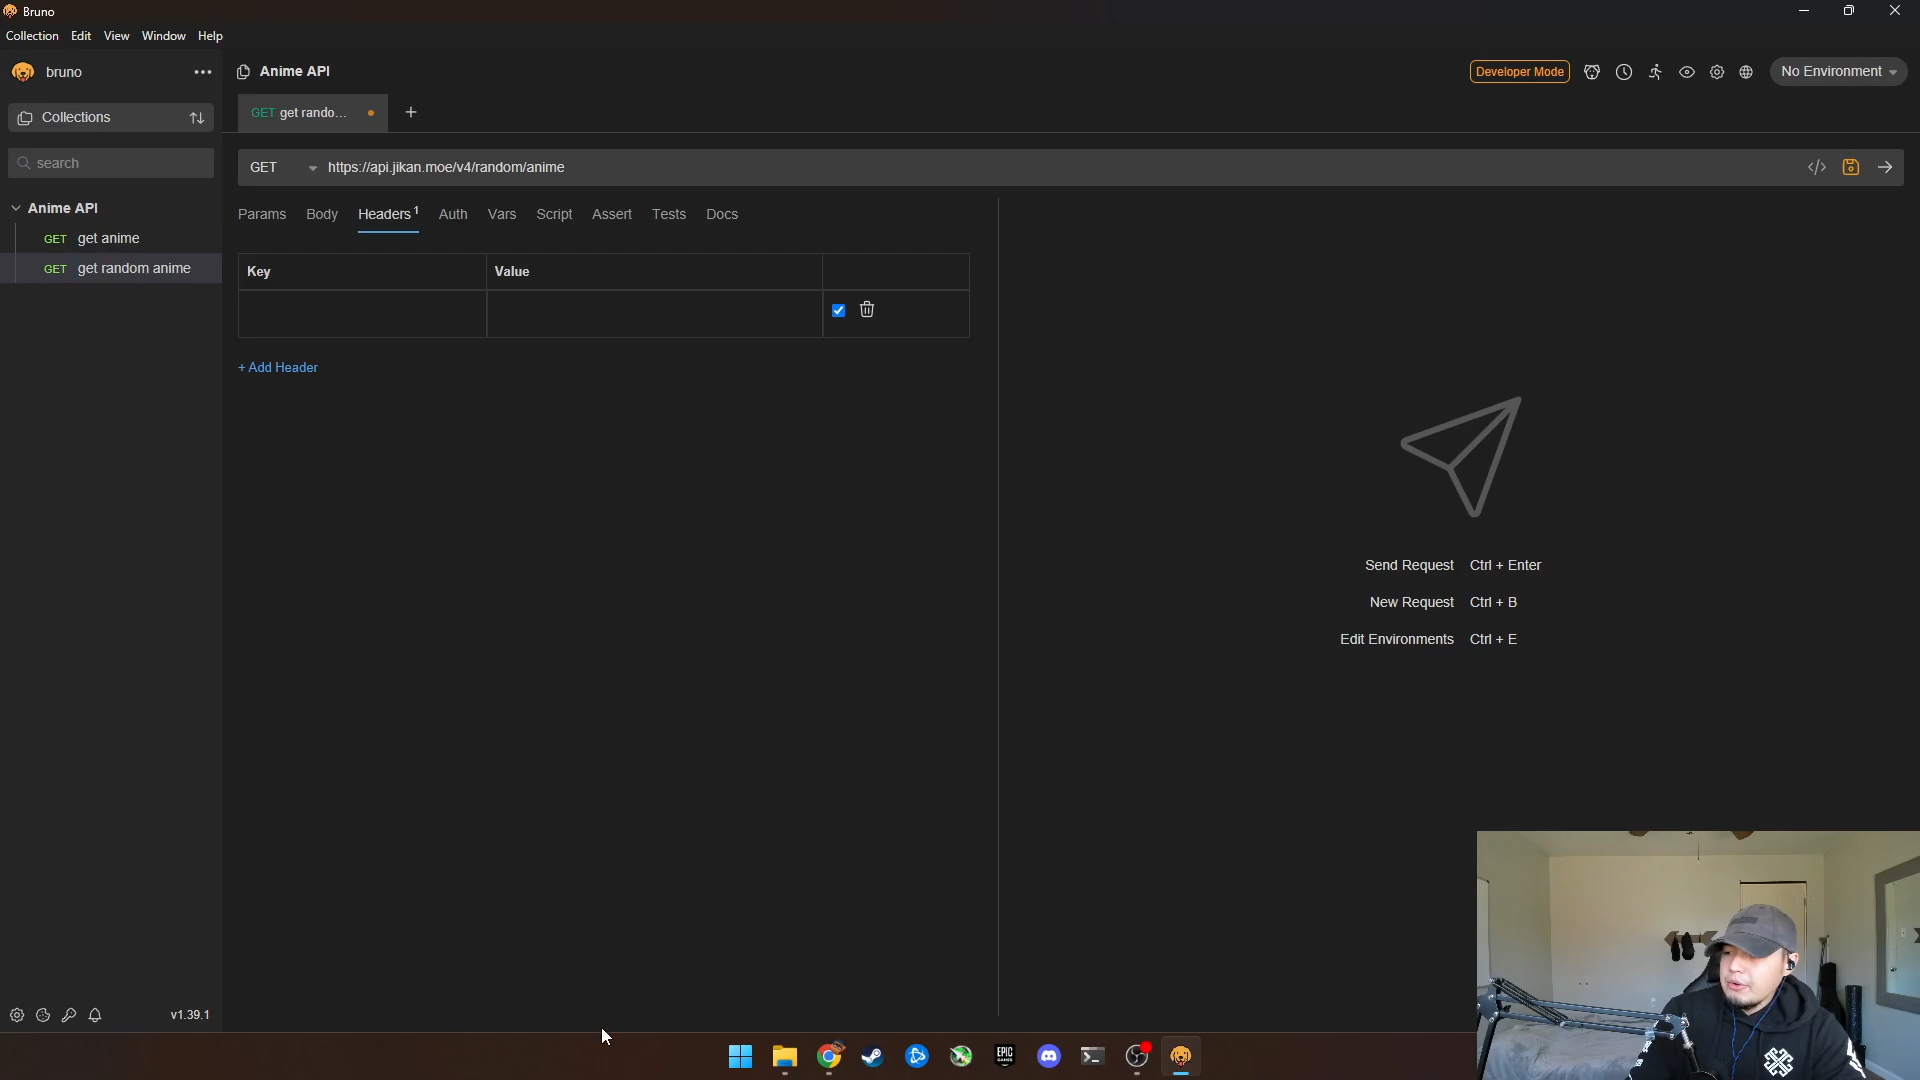 Bruno
Collection Edit View Window Help
bruno
Anime API
Developer Mode
No Environment
Collections
GET get rando...
+
search
GET https://api.jikan.moe/v4/random/anime
Anime API
GET get anime
GET get random anime
Params Body Headers 1 Auth Vars Script Assert Tests Docs
Key Value
+ Add Header
Send Request Ctrl + Enter
New Request Ctrl + B
Edit Environments Ctrl + E
v1.39.1
EPIC
GAMES